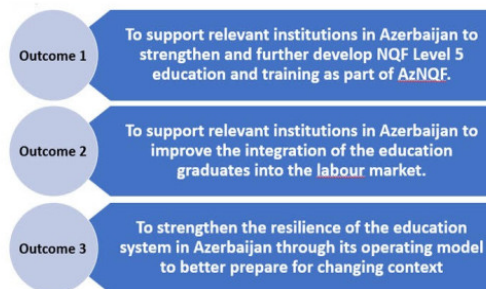 Outcome 1
To support relevant institutions in Azerbaijan to
strengthen and further develop NQF Level 5
education and training as part of AzNQF.
Outcome 2
To support relevant institutions in Azerbaijan to
improve the integration of the education
graduates into the labour market.
Outcome 3
To strengthen the resilience of the education
system in Azerbaijan through its operating model
to better prepare for changing context